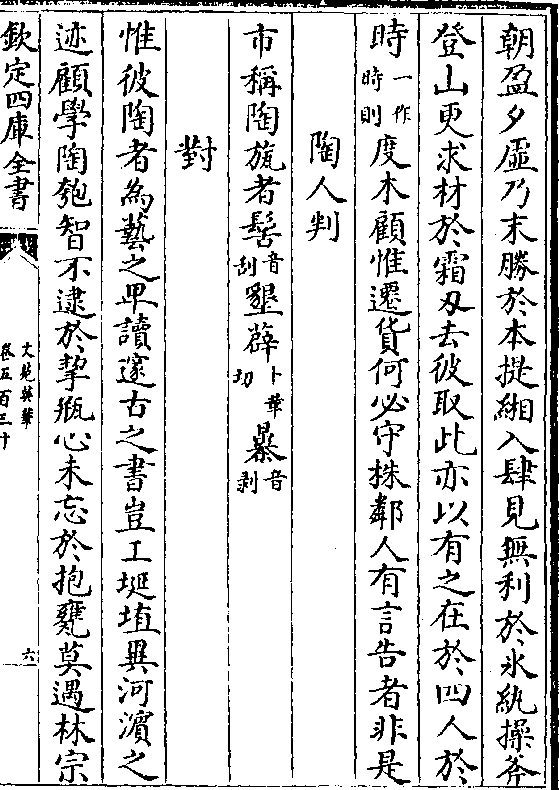 朝盈夕虛乃末勝於本提緗入肆見無利於氷紈操斧
登山更求材於霜刄去彼取此亦以有之在於四人於
時一作時則度木顧惟遷貨何必守株鄰人有言告者非是
陶人判
市稱陶旊者髺音刮墾薜卜革切暴音剥
對
惟彼陶者為藝之卑讀邃古之書豈工埏埴異河濵之
迹顧學陶匏智不逮於挈瓶心未忘於抱甕莫遇林宗
欽定四庫全書
文苑英華
卷五百三十
六